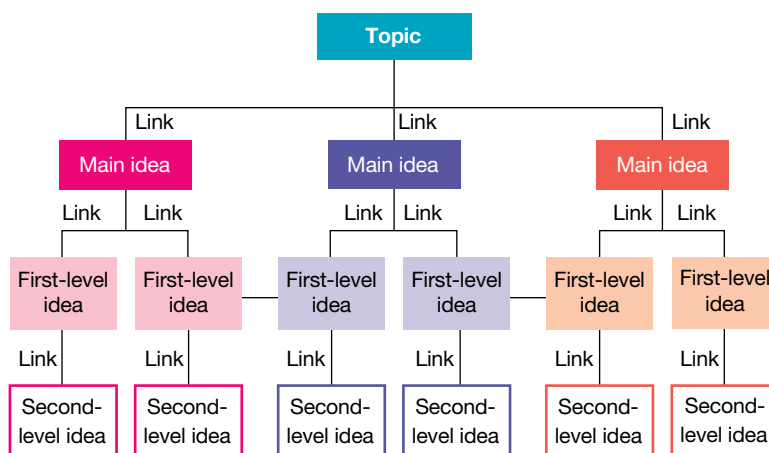 Topic
Link Link Link
Main idea Main idea Main idea
Link Link Link Link Link Link
First-level First-level First-level First-level First-level First-level
idea idea idea idea idea idea
Link Link Link Link Link Link
Second- Second- Second- Second- Second- Second-
level idea level idea level idea level idea level idea level idea